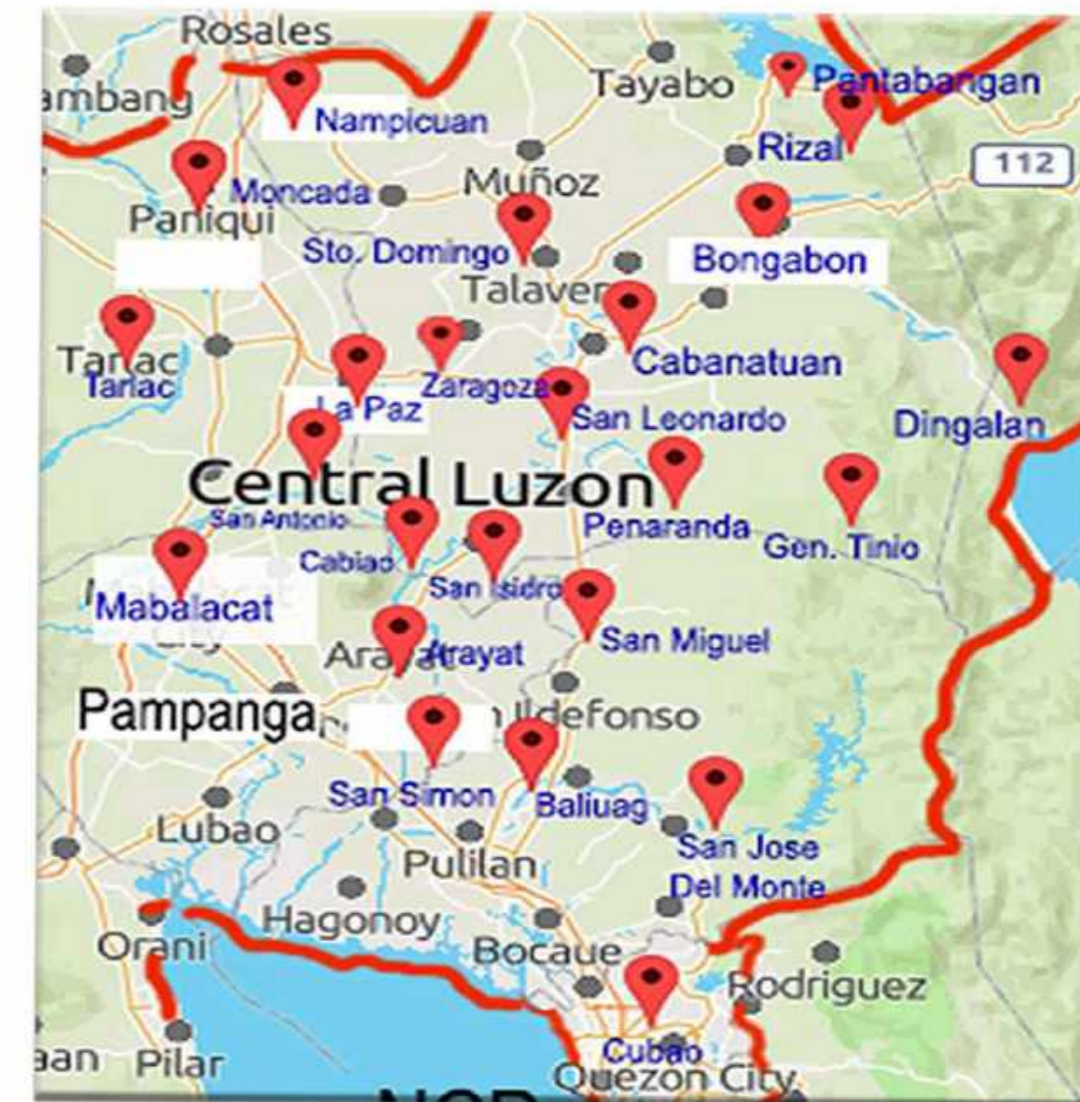 Rosales
Tayabo
Pantabangan
ambang
Nampicuan
Rizal
112
Muñoz
Moncada
Paniqui
Sto. Domingo
Bongabon
Talaver
Tarlac
Tarlac
Zaragoza
Cabanatuan
La Paz
San Leonardo
Dingalan
Central Luzon
San Antonio
Penaranda
Gen. Tinio
Cabiao
San Isidro
Mabalacat
San Miguel
Arayat
Arayat
Pampanga
n Ildefonso
San Simon
Baliuag
Lubao
San Jose
Del Monte
Pulilan
Hagonoy
Orani
Bocaue
Rodriguez
Cubao
aan
Pilar
Quezon City
NCR